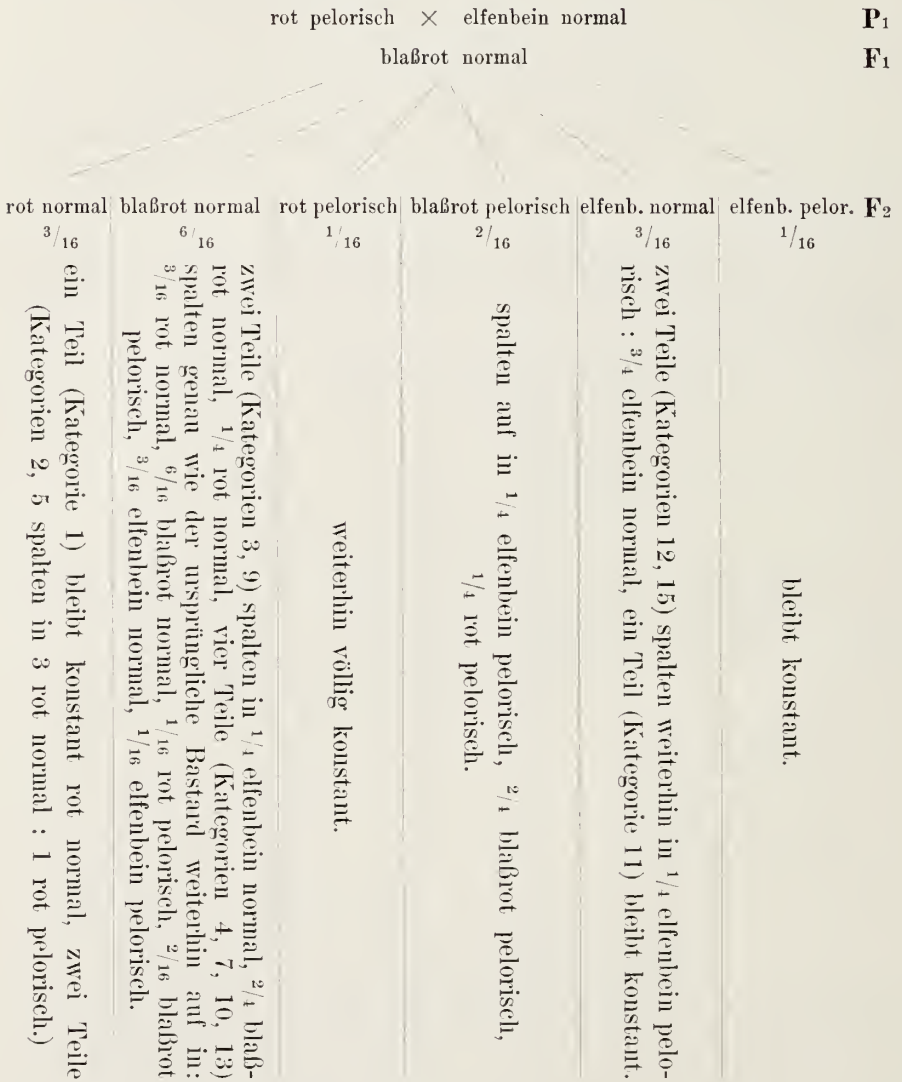 rot pelorisch × elfenbein normal P₁
blaßrot normal F₁
rot normal blaßrot normal rot pelorisch blaßrot pelorisch elfenb. normal elfenb. pelor. F₂
3/16 6/16 1/16 2/16 3/16 1/16
ein Teil (Kategorie 1) bleibt konstant rot normal, zwei Teile
(Kategorien 2, 5 spalten in 3 rot normal : 1 rot pelorisch.)
zwei Teile (Kategorien 3, 9) spalten in 1/4 elfenbein normal, 2/4 blaß-
rot normal, 1/4 rot normal, vier Teile (Kategorien 4, 7, 10, 13)
spalten genau wie der ursprüngliche Bastard weiterhin auf in:
3/16 rot normal, 6/16 blaßrot normal, 1/16 rot pelorisch, 2/16 blaßrot
pelorisch, 3/16 elfenbein normal, 1/16 elfenbein pelorisch.
weiterhin völlig konstant.
spalten auf in 1/4 elfenbein pelorisch, 2/4 blaßrot pelorisch,
1/4 rot pelorisch.
zwei Teile (Kategorien 12, 15) spalten weiterhin in 1/4 elfenbein pelo-
risch : 3/4 elfenbein normal, ein Teil (Kategorie 11) bleibt konstant.
bleibt konstant.